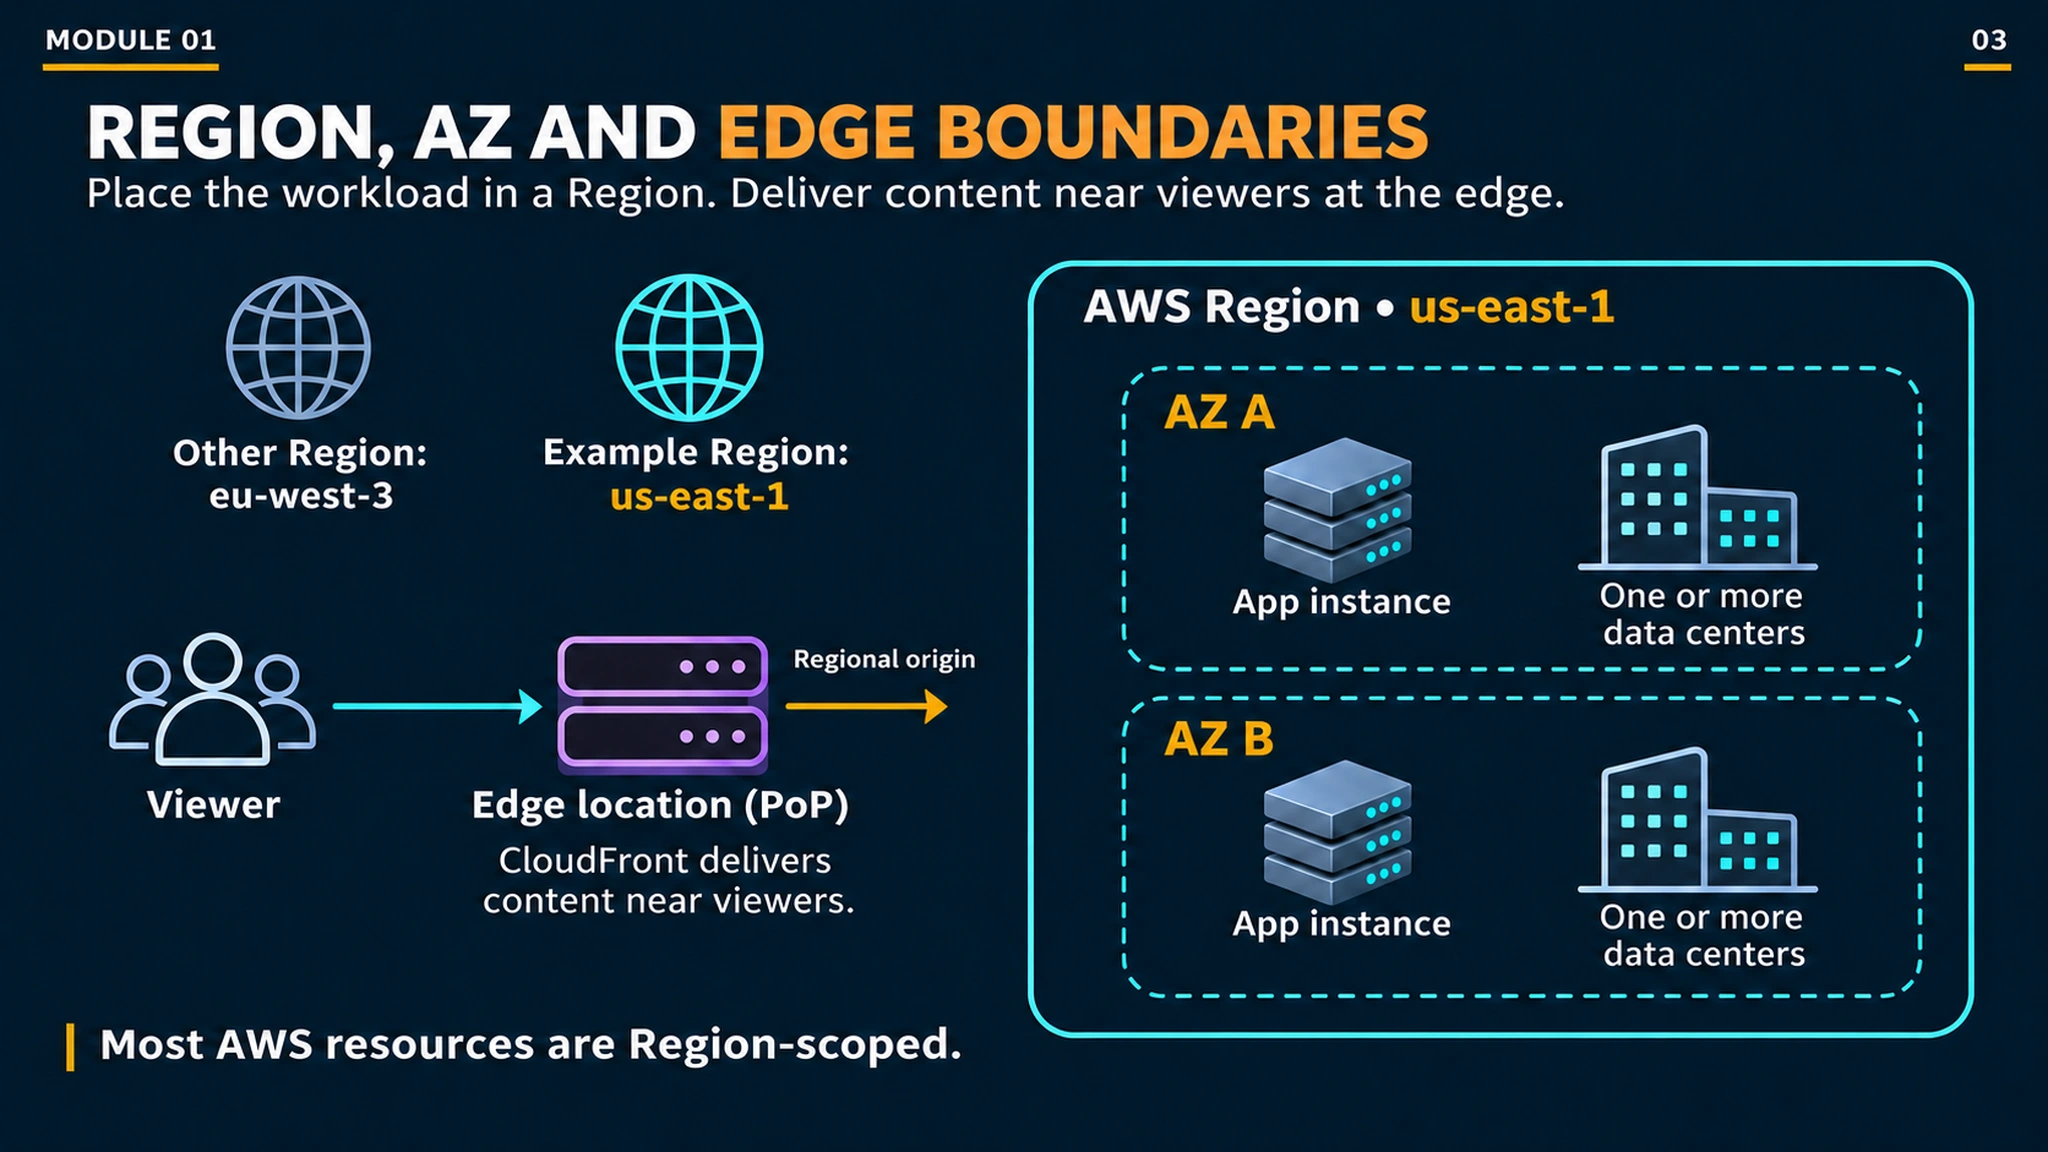 MODULE 01
03
REGION, AZ AND EDGE BOUNDARIES
Place the workload in a Region. Deliver content near viewers at the edge.
Other Region:
eu-west-3
Example Region:
us-east-1
Viewer
Edge location (PoP)
CloudFront delivers
content near viewers.
Regional origin
AWS Region • us-east-1
AZ A
App instance
One or more
data centers
AZ B
App instance
One or more
data centers
Most AWS resources are Region-scoped.